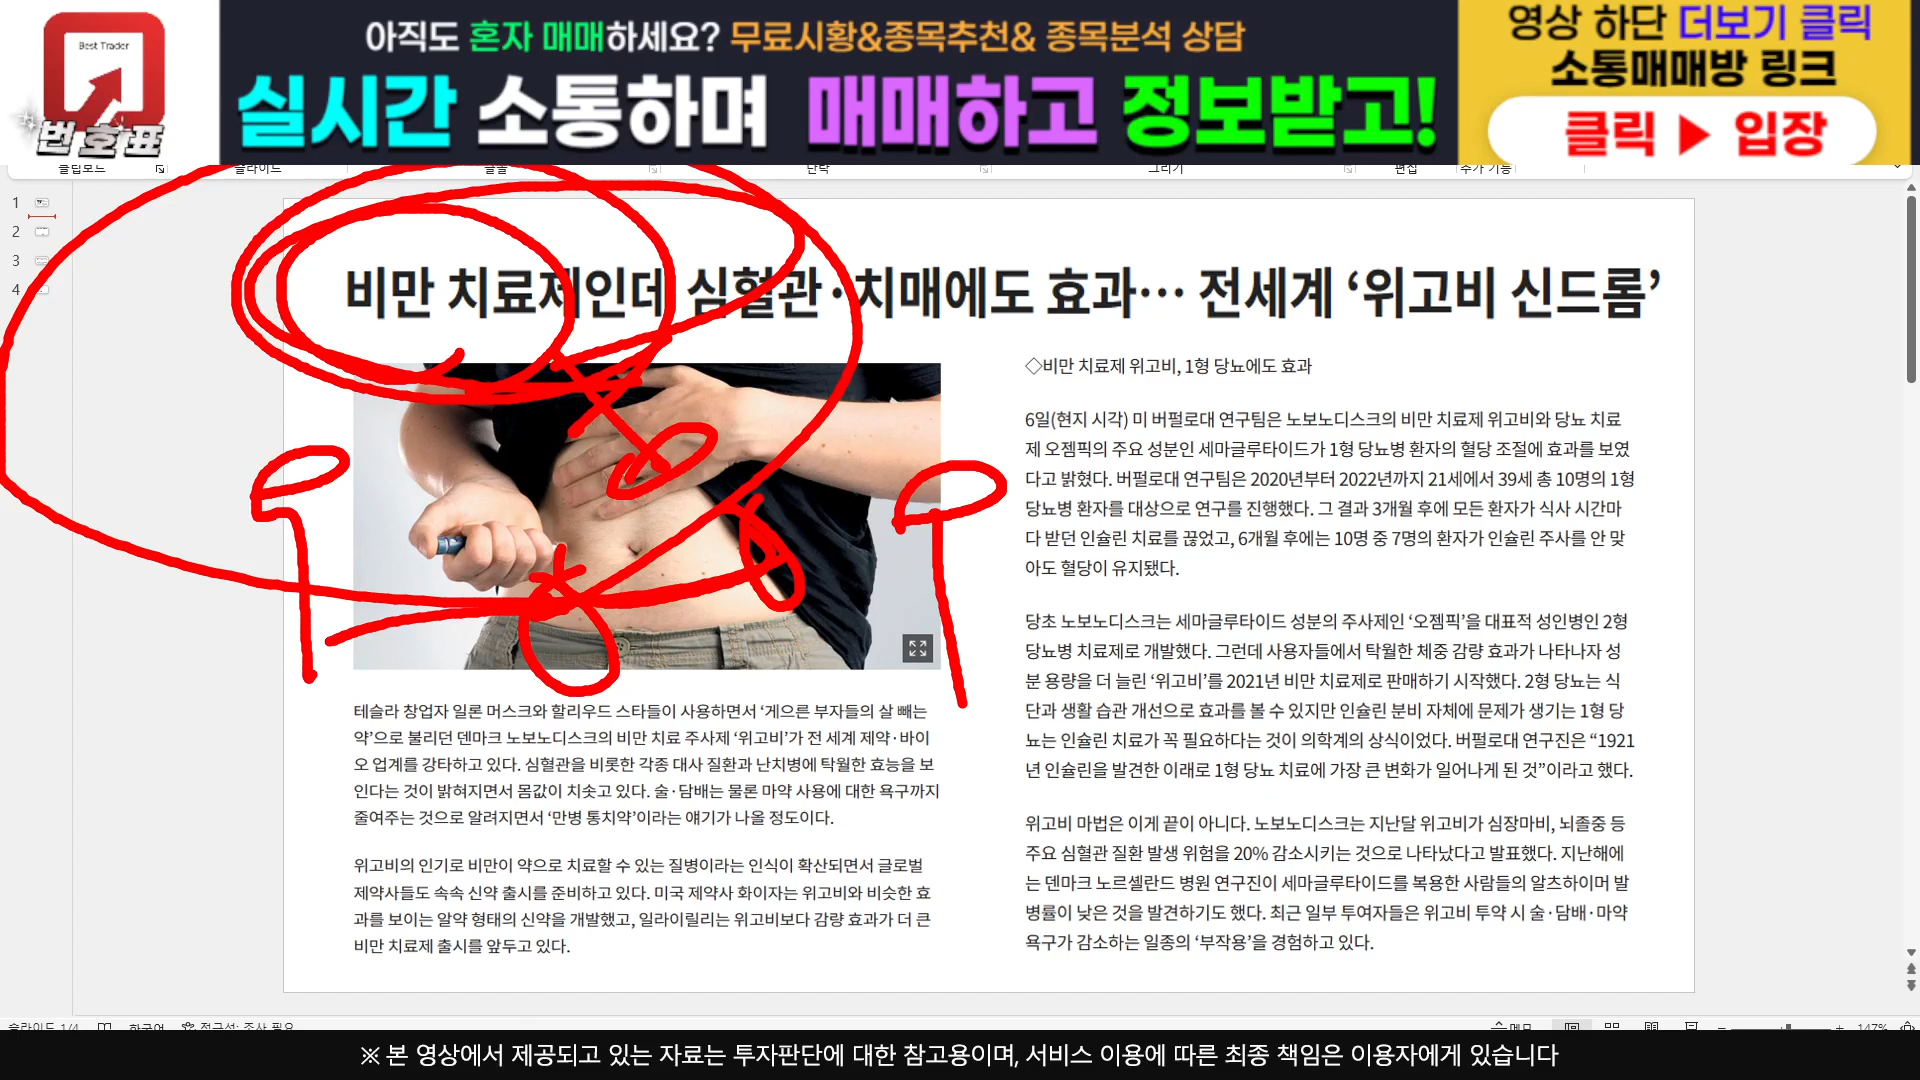 Best Trader
번호표
아직도 혼자 매매하세요? 무료시황&종목추천& 종목분석 상담
실시간 소통하며 매매하고 정보받고!
영상 하단 더보기 클릭
소통매매방 링크
클릭 ▶ 입장
클립보드 슬라이드 글꼴 단락 그리기 편집 추가 기능
1
2
3
4
비만 치료제인데 심혈관·치매에도 효과… 전세계 ‘위고비 신드롬’
테슬라 창업자 일론 머스크와 할리우드 스타들이 사용하면서 ‘게으른 부자들의 살 빼는
약’으로 불리던 덴마크 노보노디스크의 비만 치료 주사제 ‘위고비’가 전 세계 제약·바이
오 업계를 강타하고 있다. 심혈관을 비롯한 각종 대사 질환과 난치병에 탁월한 효능을 보
인다는 것이 밝혀지면서 몸값이 치솟고 있다. 술·담배는 물론 마약 사용에 대한 욕구까지
줄여주는 것으로 알려지면서 ‘만병 통치약’이라는 얘기가 나올 정도이다.
위고비의 인기로 비만이 약으로 치료할 수 있는 질병이라는 인식이 확산되면서 글로벌
제약사들도 속속 신약 출시를 준비하고 있다. 미국 제약사 화이자는 위고비와 비슷한 효
과를 보이는 알약 형태의 신약을 개발했고, 일라이릴리는 위고비보다 감량 효과가 더 큰
비만 치료제 출시를 앞두고 있다.
◇비만 치료제 위고비, 1형 당뇨에도 효과
6일(현지 시각) 미 버펄로대 연구팀은 노보노디스크의 비만 치료제 위고비와 당뇨 치료
제 오젬픽의 주요 성분인 세마글루타이드가 1형 당뇨병 환자의 혈당 조절에 효과를 보였
다고 밝혔다. 버펄로대 연구팀은 2020년부터 2022년까지 21세에서 39세 총 10명의 1형
당뇨병 환자를 대상으로 연구를 진행했다. 그 결과 3개월 후에 모든 환자가 식사 시간마
다 받던 인슐린 치료를 끊었고, 6개월 후에는 10명 중 7명의 환자가 인슐린 주사를 안 맞
아도 혈당이 유지됐다.
당초 노보노디스크는 세마글루타이드 성분의 주사제인 ‘오젬픽’을 대표적 성인병인 2형
당뇨병 치료제로 개발했다. 그런데 사용자들에서 탁월한 체중 감량 효과가 나타나자 성
분 용량을 더 늘린 ‘위고비’를 2021년 비만 치료제로 판매하기 시작했다. 2형 당뇨는 식
단과 생활 습관 개선으로 효과를 볼 수 있지만 인슐린 분비 자체에 문제가 생기는 1형 당
뇨는 인슐린 치료가 꼭 필요하다는 것이 의학계의 상식이었다. 버펄로대 연구진은 “1921
년 인슐린을 발견한 이래로 1형 당뇨 치료에 가장 큰 변화가 일어나게 된 것”이라고 했다.
위고비 마법은 이게 끝이 아니다. 노보노디스크는 지난달 위고비가 심장마비, 뇌졸중 등
주요 심혈관 질환 발생 위험을 20% 감소시키는 것으로 나타났다고 발표했다. 지난해에
는 덴마크 노르셸란드 병원 연구진이 세마글루타이드를 복용한 사람들의 알츠하이머 발
병률이 낮은 것을 발견하기도 했다. 최근 일부 투여자들은 위고비 투약 시 술·담배·마약
욕구가 감소하는 일종의 ‘부작용’을 경험하고 있다.
슬라이드 1/4 한국어 접근성: 조사 필요 메모 147%
※ 본 영상에서 제공되고 있는 자료는 투자판단에 대한 참고용이며, 서비스 이용에 따른 최종 책임은 이용자에게 있습니다